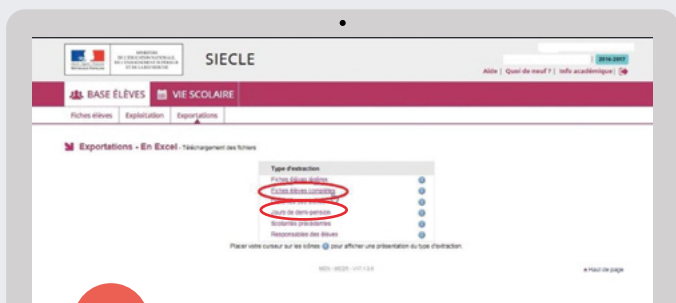 SIECLE
2016-2017
Aide | Quoi de neuf ? | Info académique |
BASE ÉLÈVES VIE SCOLAIRE
Fiches élèves Exploitation Exportations
Exportations - En Excel - Téléchargement des fichiers
Type d'extraction
Fiches élèves légères
Fiches élèves complètes
Jours de demi-pension
Scolarités précédentes
Responsables des élèves
Placer votre curseur sur les icônes pour afficher une présentation du type d'extraction.
Haut de page